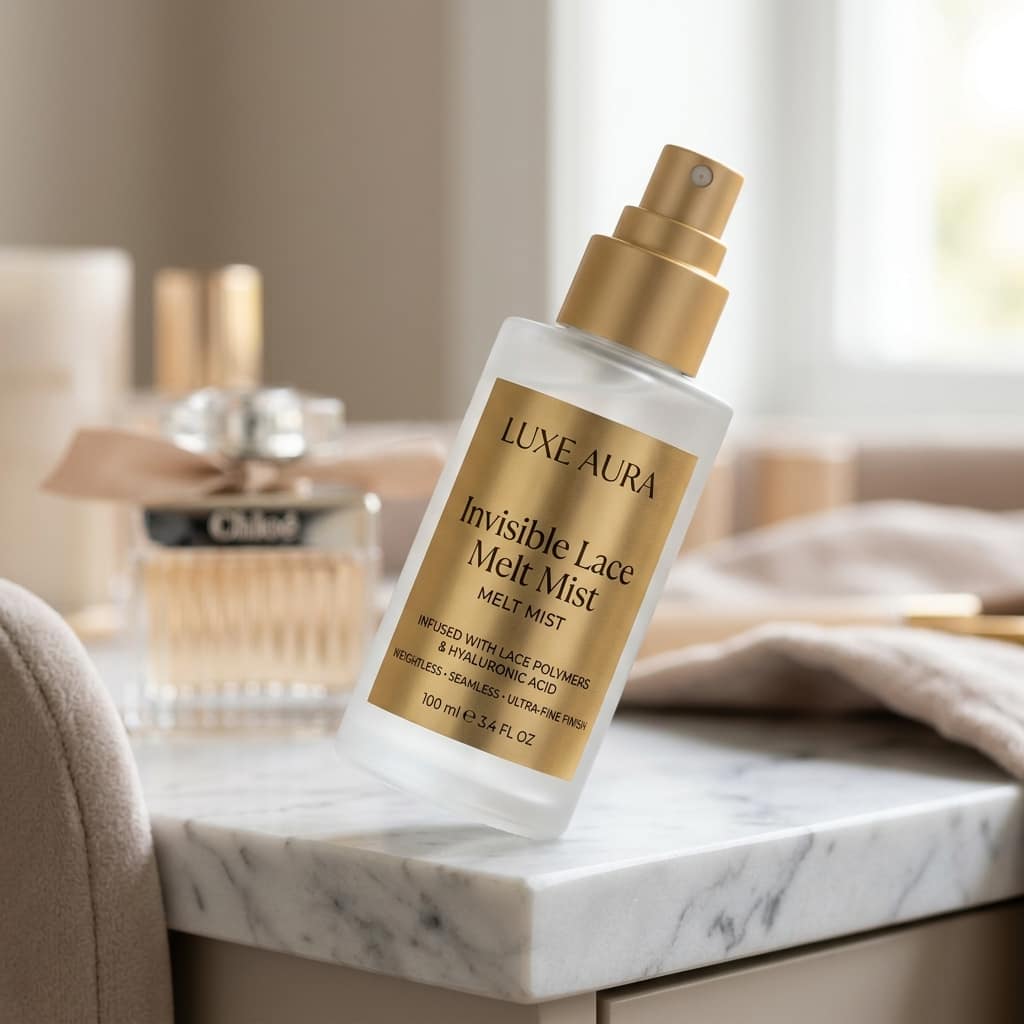 LUXE AURA
Invisible Lace
Melt Mist
MELT MIST
INFUSED WITH LACE POLYMERS
& HYALURONIC ACID
WEIGHTLESS • SEAMLESS • ULTRA-FINE FINISH
100 ml ℮ 3.4 FL OZ
Chloé